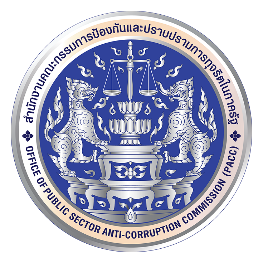 สำนักงานคณะกรรมการป้องกันและปราบปรามการทุจริตในภาครัฐ
OFFICE OF PUBLIC SECTOR ANTI-CORRUPTION COMMISSION (PACC)